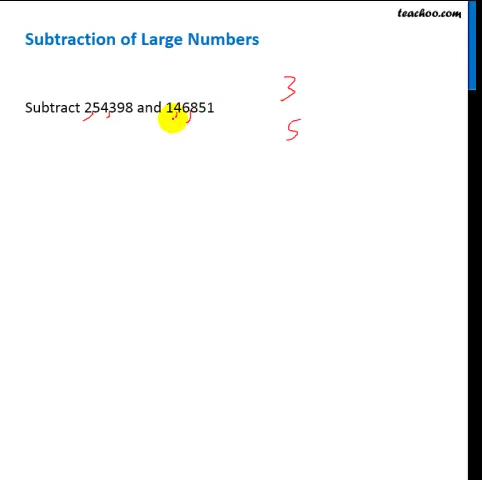 teachoo.com
Subtraction of Large Numbers
3
Subtract 254398 and 146851
5